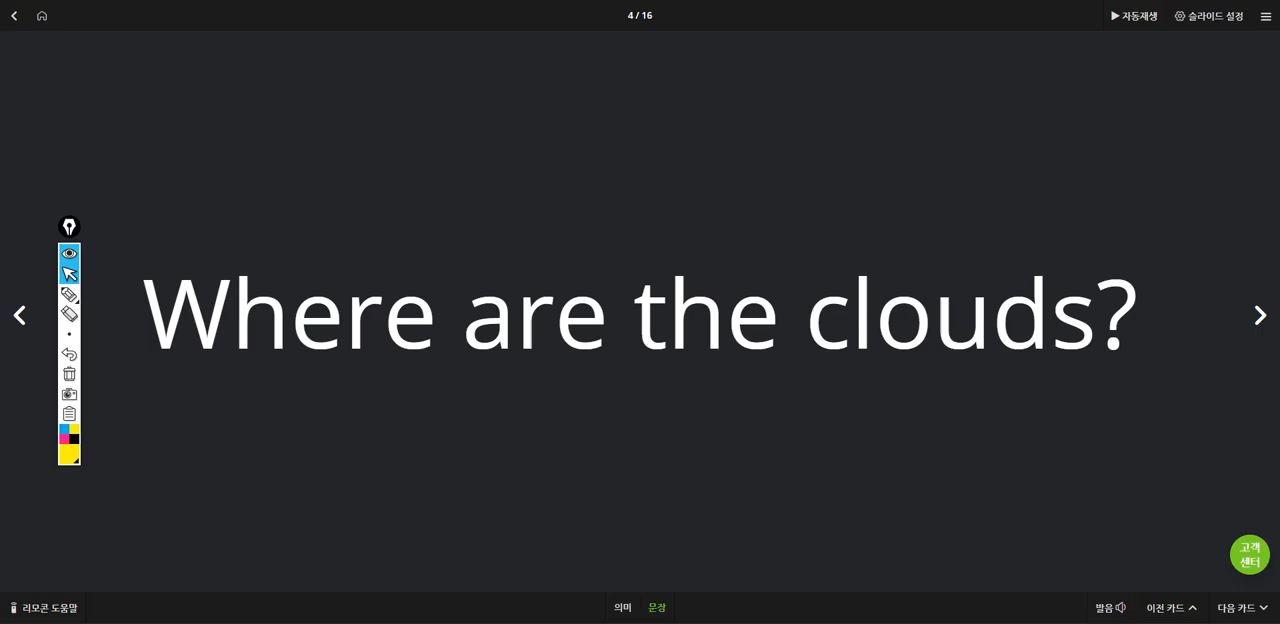 4 / 16
자동재생
슬라이드 설정
Where are the clouds?
고객
센터
리모콘 도움말
의미
문장
발음
이전 카드
다음 카드